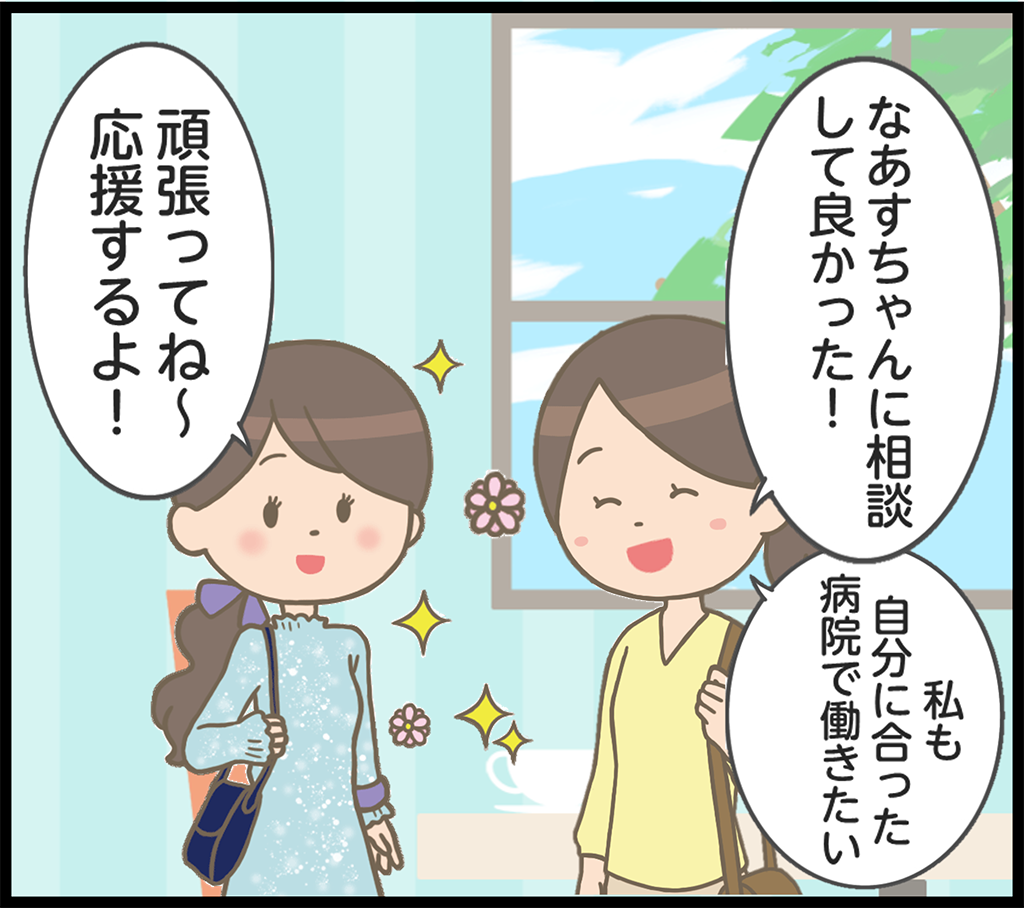 なあすちゃんに相談
して良かった！
私も
自分に合った
病院で働きたい
頑張ってね〜
応援するよ！